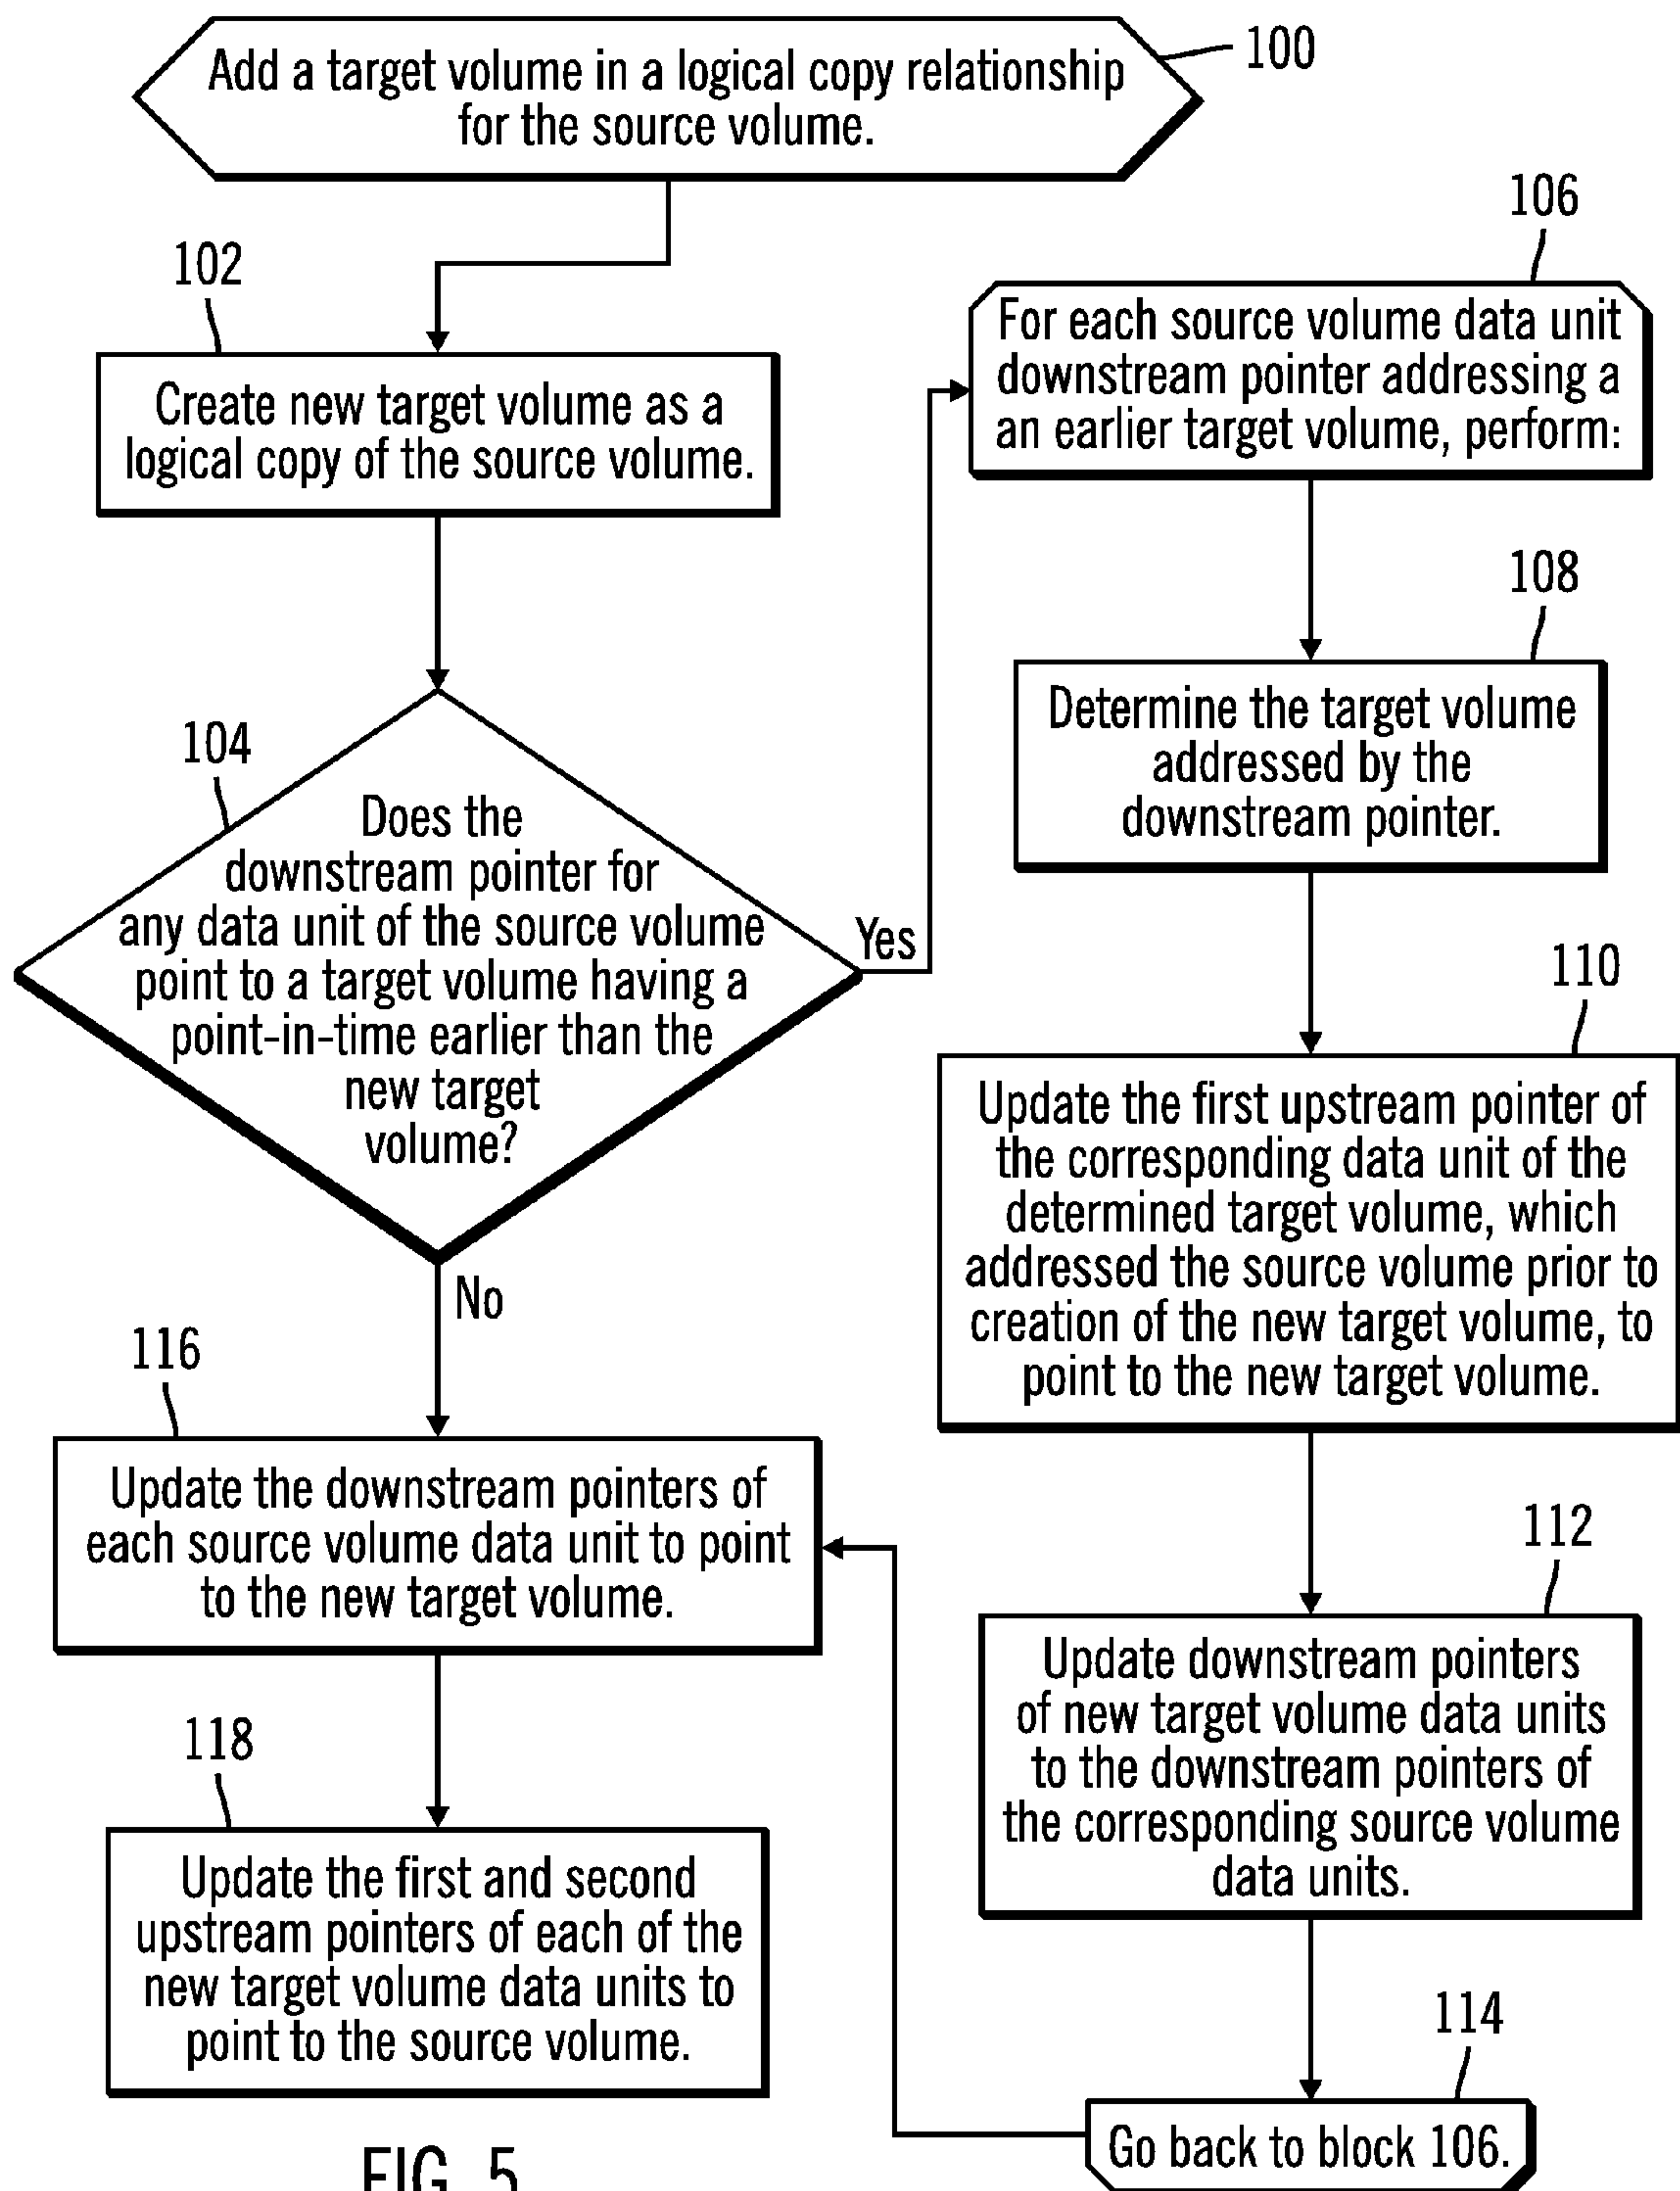 100
Add a target volume in a logical copy relationship
for the source volume.
102
Create new target volume as a
logical copy of the source volume.
104
Does the
downstream pointer for
any data unit of the source volume
point to a target volume having a
point-in-time earlier than the
new target
volume?
Yes
No
106
For each source volume data unit
downstream pointer addressing a
an earlier target volume, perform:
108
Determine the target volume
addressed by the
downstream pointer.
110
Update the first upstream pointer of
the corresponding data unit of the
determined target volume, which
addressed the source volume prior to
creation of the new target volume, to
point to the new target volume.
112
Update downstream pointers
of new target volume data units
to the downstream pointers of
the corresponding source volume
data units.
114
Go back to block 106.
116
Update the downstream pointers of
each source volume data unit to point
to the new target volume.
118
Update the first and second
upstream pointers of each of the
new target volume data units to
point to the source volume.
FIG. 5